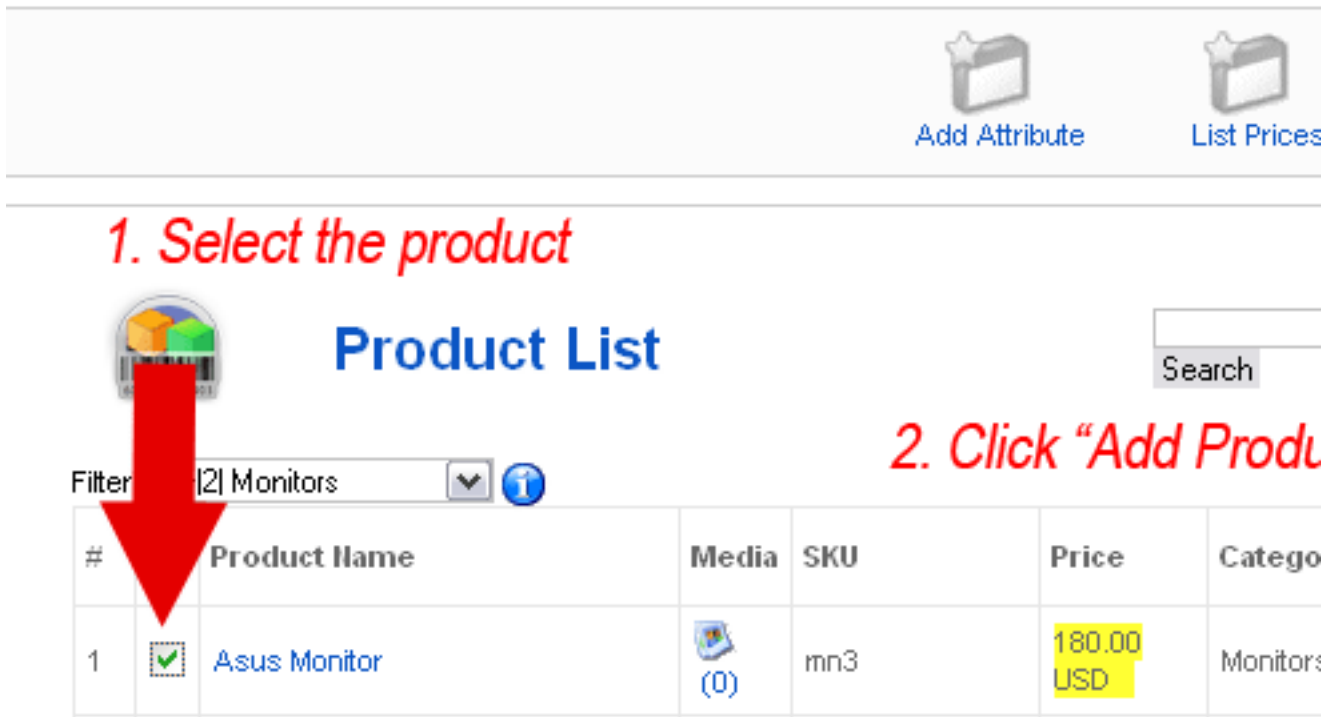 Add Attribute List Prices
1. Select the product
Product List
Search
2. Click “Add Produ
Filter |2| Monitors
# Product Name Media SKU Price Catego
1 Asus Monitor (0) mn3 180.00 USD Monitors